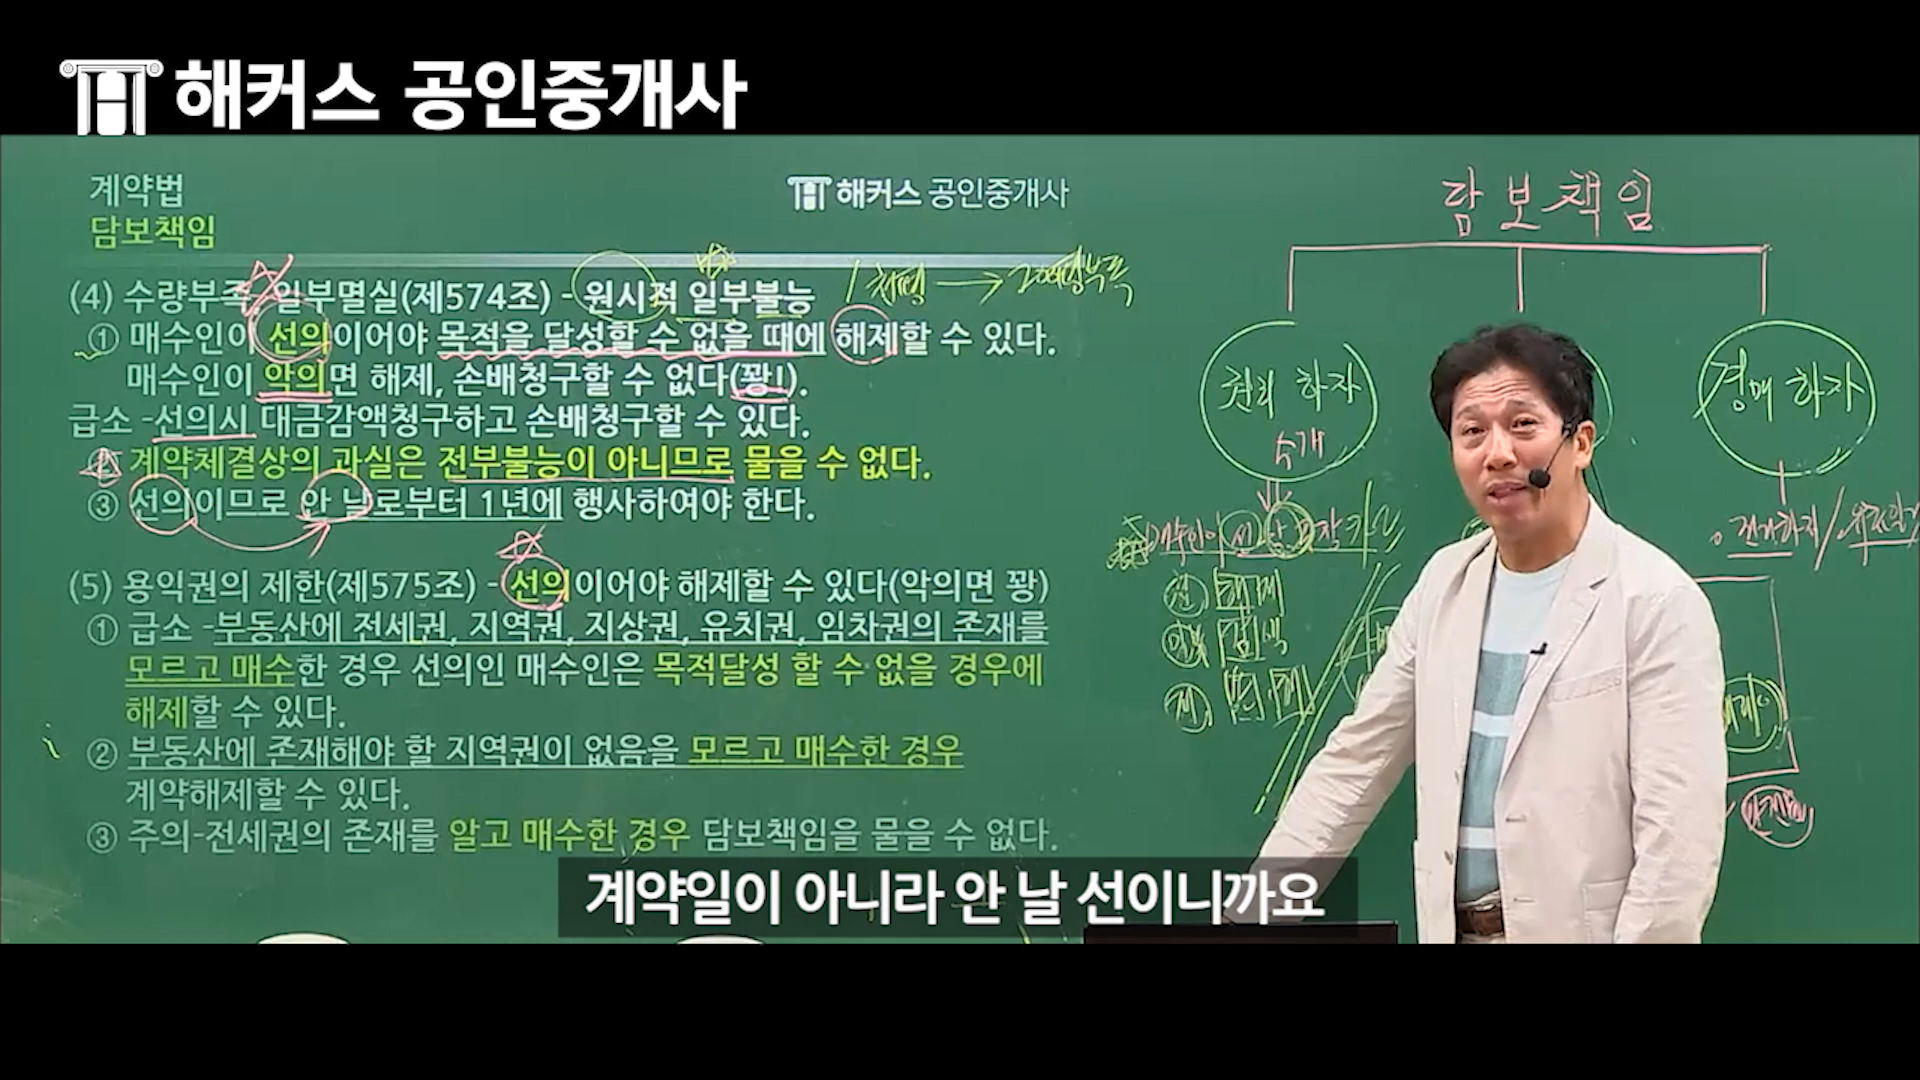 해커스 공인중개사
계약법
해커스 공인중개사
담보책임
(4) 수량부족, 일부멸실(제574조) - 원시적 일부불능
① 매수인이 선의이어야 목적을 달성할 수 없을 때에 해제할 수 있다.
매수인이 악의면 해제, 손배청구할 수 없다(꽝!).
급소 -선의시 대금감액청구하고 손배청구할 수 있다.
② 계약체결상의 과실은 전부불능이 아니므로 물을 수 없다.
③ 선의이므로 안 날로부터 1년에 행사하여야 한다.
(5) 용익권의 제한(제575조) - 선의이어야 해제할 수 있다(악의면 꽝)
① 급소 -부동산에 전세권, 지역권, 지상권, 유치권, 임차권의 존재를
모르고 매수한 경우 선의인 매수인은 목적달성 할 수 없을 경우에
해제할 수 있다.
② 부동산에 존재해야 할 지역권이 없음을 모르고 매수한 경우
계약해제할 수 있다.
③ 주의-전세권의 존재를 알고 매수한 경우 담보책임을 물을 수 없다.
담보책임
권리 하자
5개
경매 하자
계약일이 아니라 안 날 선이니까요